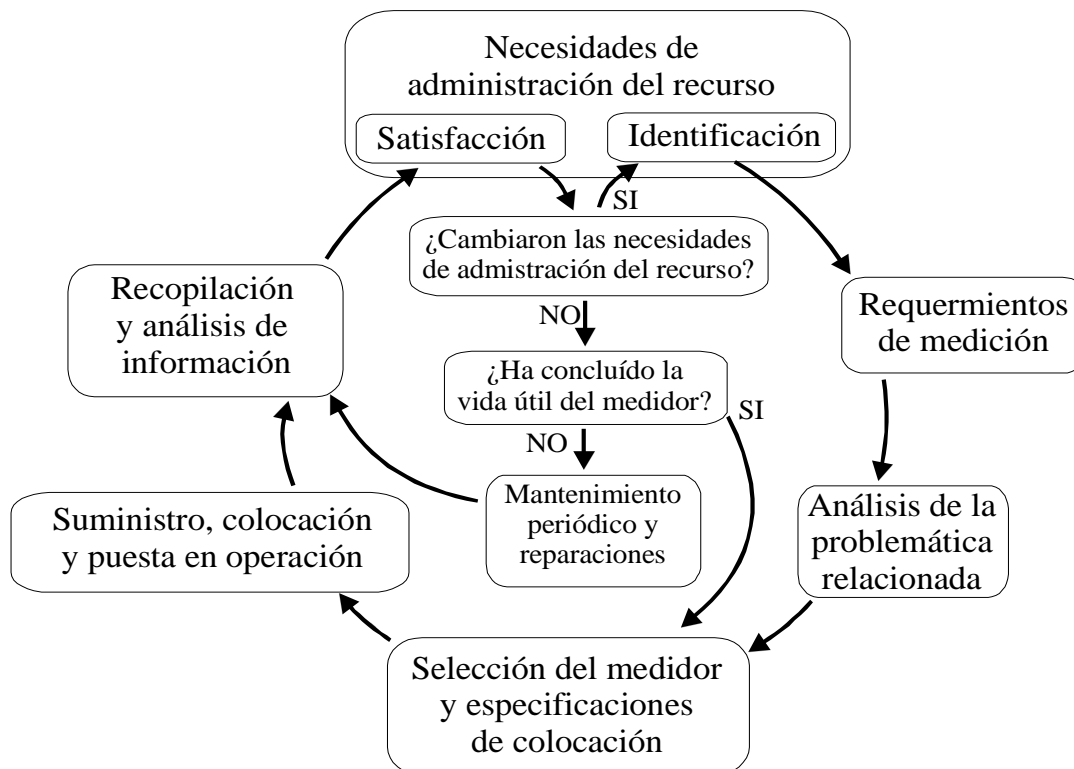 Necesidades de
administración del recurso
Satisfacción
Identificación
SI
¿Cambiaron las necesidades
de admistración del recurso?
NO
¿Ha concluído la
vida útil del medidor?
SI
NO
Mantenimiento
periódico y
reparaciones
Recopilación
y análisis de
información
Requermientos
de medición
Suministro, colocación
y puesta en operación
Análisis de la
problemática
relacionada
Selección del medidor
y especificaciones
de colocación